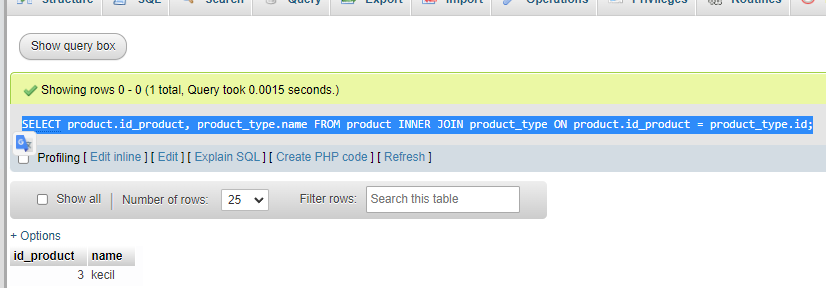 Structure SQL Search Query Export Import Operations Privileges Routines
Show query box
Showing rows 0 - 0 (1 total, Query took 0.0015 seconds.)
SELECT product.id_product, product_type.name FROM product INNER JOIN product_type ON product.id_product = product_type.id;
Profiling [ Edit inline ] [ Edit ] [ Explain SQL ] [ Create PHP code ] [ Refresh ]
Show all Number of rows: 25 Filter rows: Search this table
+ Options
id_product name
3 kecil